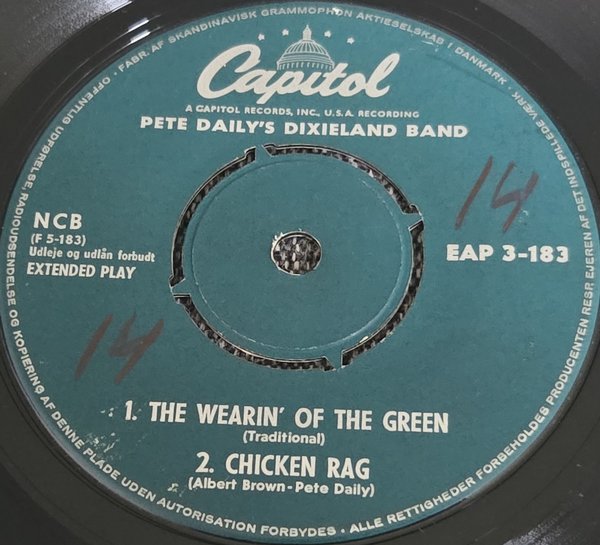 FABR. AF SKANDINAVISK GRAMMOPHON AKTIESELSKAB I DANMARK
Capitol
A CAPITOL RECORDS, INC., U.S.A. RECORDING
PETE DAILY'S DIXIELAND BAND
14
NCB
(F 5-183)
Udleje og udlån forbudt
EXTENDED PLAY
EAP 3-183
14
1. THE WEARIN' OF THE GREEN
(Traditional)
2. CHICKEN RAG
(Albert Brown-Pete Daily)
ALLE RETTIGHEDER FORBEHOLDES PRODUCENTEN RESP. EJEREN AF DET INDSPILLEDE VÆRK
OFFENTLIG UDFØRELSE, RADIOUDSENDELSE OG KOPIERING AF DENNE PLADE UDEN AUTORISATION FORBYDES